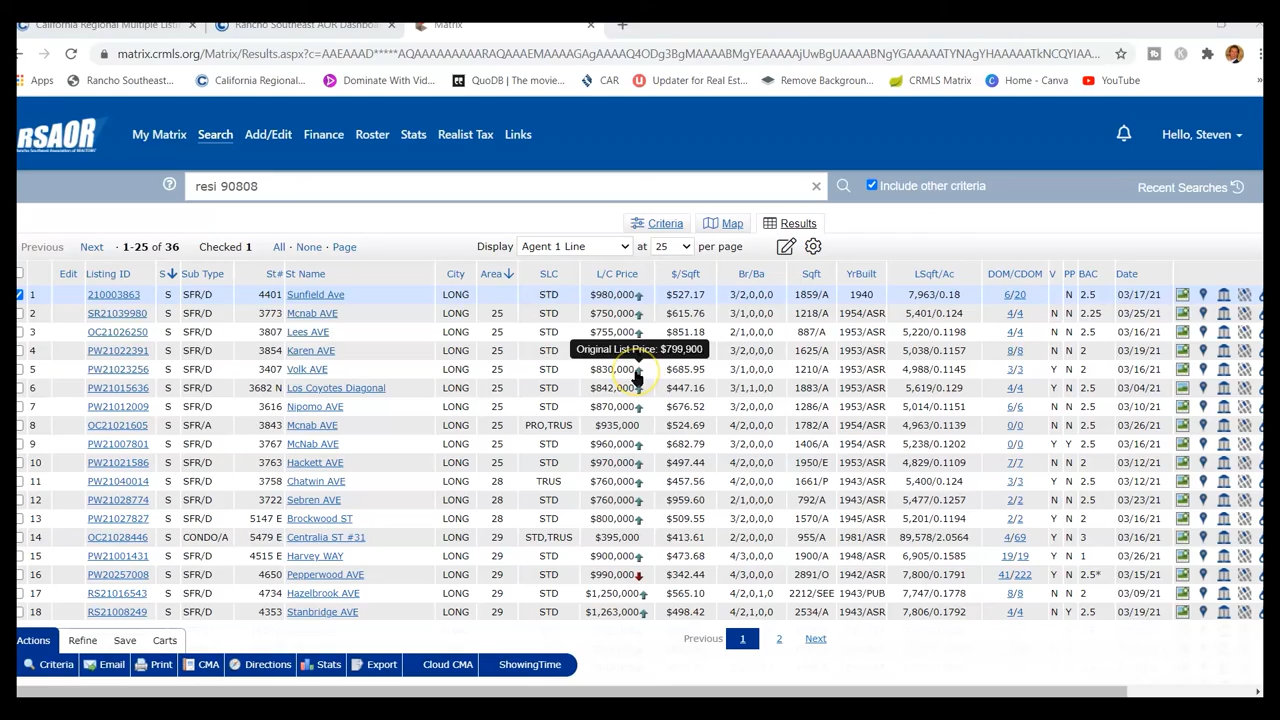 California Regional Multiple Listi
Rancho Southeast AOR Dashboa
Matrix
matrix.crmls.org/Matrix/Results.aspx?c=AAEAAAD*****AQAAAAAAAAARAQAAAEMAAAAGAgAAAAQ4ODg3BgMAAAABMgYEAAAAAjUwBgUAAAABNgYGAAAAATYNAgYHAAAAATkNCQYIAA...
Apps Rancho Southeast... California Regional... Dominate With Vid... QuoDB | The movie... CAR Updater for Real Est... Remove Backgroun... CRMLS Matrix Home - Canva YouTube
RSAOR
My Matrix Search Add/Edit Finance Roster Stats Realist Tax Links Hello, Steven
resi 90808 Include other criteria Recent Searches
Criteria Map Results
Previous Next · 1-25 of 36 Checked 1 All · None · Page Display Agent 1 Line at 25 per page
Edit Listing ID S Sub Type St# St Name City Area SLC L/C Price $/Sqft Br/Ba Sqft YrBuilt LSqft/Ac DOM/CDOM V PP BAC Date
1 210003863 S SFR/D 4401 Sunfield Ave LONG STD $980,000 $527.17 3/2,0,0,0 1859/A 1940 7,963/0.18 6/20 N 2.5 03/17/21
2 SR21039980 S SFR/D 3773 Mcnab AVE LONG 25 STD $750,000 $615.76 3/1,0,0,0 1218/A 1954/ASR 5,401/0.124 4/4 N N 2.25 03/15/21
3 OC21026250 S SFR/D 3807 Lees AVE LONG 25 STD $755,000 $851.18 2/1,0,0,0 887/A 1954/ASR 5,220/0.1198 4/4 N N 2.5 03/16/21
Original List Price: $799,900
4 PW21022391 S SFR/D 3854 Karen AVE LONG 25 STD 3/2,0,0,0 1625/A 1953/ASR 5,038/0.1157 8/8 N N 2 03/16/21
5 PW21023256 S SFR/D 3641 Volk AVE LONG 25 STD $830,000 $685.95 3/1,0,0,0 1210/A 1953/ASR 4,988/0.1145 3/3 Y N 2 03/16/21
6 PW21015636 S SFR/D 3682 N Los Coyotes Diagonal LONG 25 STD $842,000 $447.16 3/1,1,0,0 1883/A 1953/ASR 5,619/0.129 4/4 Y N 2.5 03/04/21
7 PW21012009 S SFR/D 3616 Nipomo AVE LONG 25 STD $870,000 $676.52 3/2,0,0,0 1286/A 1953/ASR 5,014/0.1151 6/6 N N 2 03/10/21
8 OC21021605 S SFR/A 3843 Mcnab AVE LONG 25 PRO,TRUS $935,000 $524.69 4/2,0,0,0 1782/A 1953/ASR 4,963/0.1139 0/0 N N 2.5 03/16/21
9 PW21007801 S SFR/D 3767 McNab AVE LONG 25 STD $960,000 $682.79 3/2,0,0,0 1406/A 1953/ASR 5,238/0.1202 0/0 Y Y 2 03/16/21
10 PW21021586 S SFR/D 3763 Hackett AVE LONG 25 STD $970,000 $497.44 4/2,0,0,0 1950/E 1953/ASR 4,829/0.1109 7/7 N N 2 03/16/21
11 PW21040014 S SFR/D 3758 Chatwin AVE LONG 28 TRUS $760,000 $457.56 4/2,0,0,0 1661/P 1943/ASR 5,400/0.124 3/3 Y N 2 03/16/21
12 PW21028774 S SFR/D 3722 Sebren AVE LONG 28 STD $760,000 $959.60 2/1,0,0,0 792/A 1943/ASR 5,477/0.1257 2/2 N N 2.5 03/23/21
13 PW21027827 S SFR/D 5147 E Brockwood ST LONG 28 STD $800,000 $509.55 3/2,0,0,0 1570/A 1945/ASR 5,201/0.1194 2/2 Y N 2 03/16/21
14 OC21028446 S CONDO/A 5479 E Centralia ST #31 LONG 29 STD,TRUS $395,000 $413.61 2/2,0,0,0 955/A 1981/ASR 89,578/2.0564 4/69 Y N 3 03/16/21
15 PW21001431 S SFR/D 4515 E Harvey WAY LONG 29 STD $900,000 $473.68 3/2,0,0,0 1900/A 1948/ASR 6,905/0.1585 19/19 Y N 1 03/26/21
16 PW20257008 S SFR/D 4650 Pepperwood AVE LONG 29 STD $990,000 $342.44 4/3,0,0,0 2891/O 1942/ASR 7,800/0.1791 41/222 Y N 2.5* 03/15/21
17 RS21016543 S SFR/D 4734 Hazelbrook AVE LONG 29 STD $1,250,000 $565.10 4/2,0,1,0 2212/SEE 1943/PUB 7,747/0.1778 8/8 N N 2 03/09/21
18 RS21008249 S SFR/D 4353 Stanbridge AVE LONG 29 STD $1,263,000 $498.42 4/2,1,0,0 2534/A 1942/ASR 7,806/0.1792 4/4 N Y 2.5 03/19/21
Actions Refine Save Carts Previous 1 2 Next
Criteria Email Print CMA Directions Stats Export Cloud CMA ShowingTime